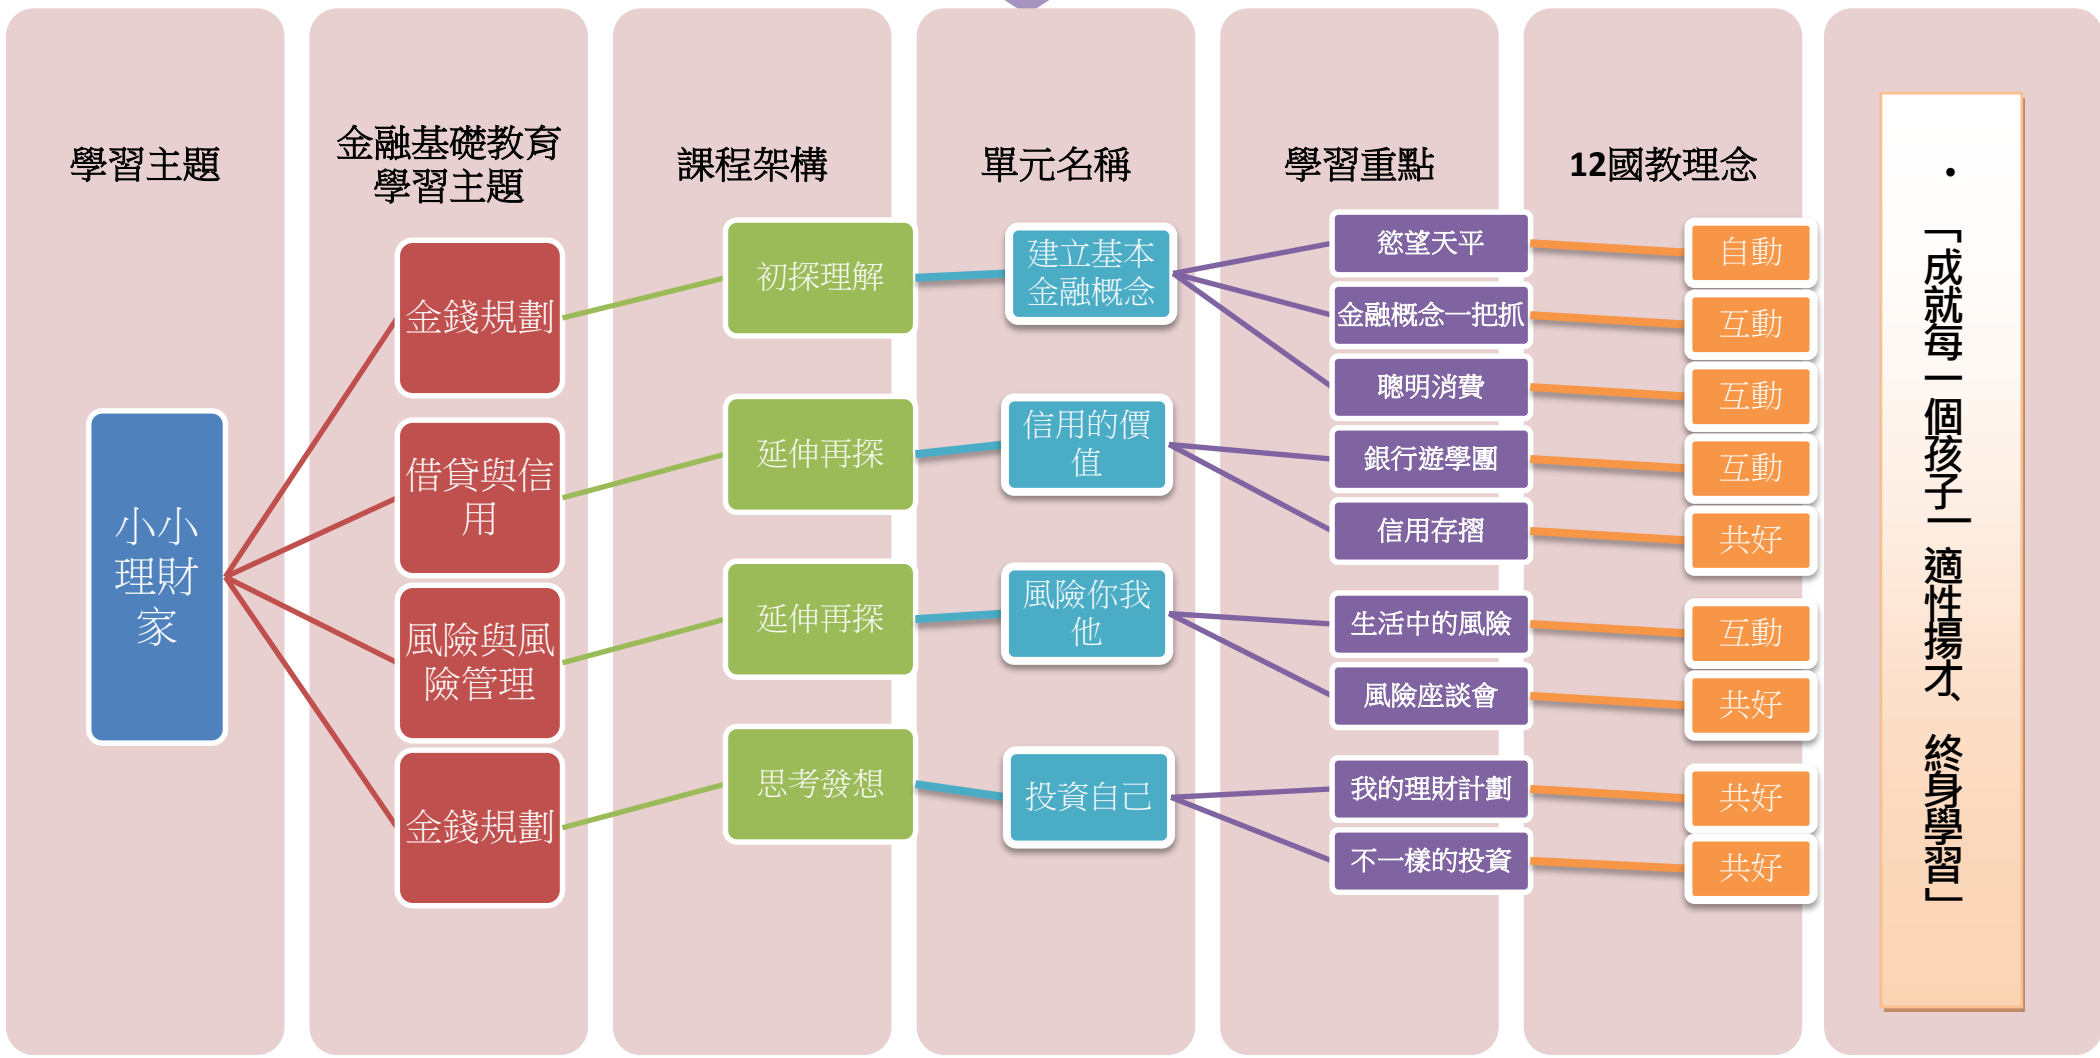 學習主題
金融基礎教育
學習主題
課程架構
單元名稱
學習重點
12國教理念
小小
理財
家
金錢規劃
借貸與信
用
風險與風
險管理
金錢規劃
初探理解
延伸再探
延伸再探
思考發想
建立基本
金融概念
信用的價
值
風險你我
他
投資自己
慾望天平
金融概念一把抓
聰明消費
銀行遊學團
信用存摺
生活中的風險
風險座談會
我的理財計劃
不一樣的投資
自動
互動
互動
互動
共好
互動
共好
共好
共好
•「成就每一個孩子—適性揚才、終身學習」